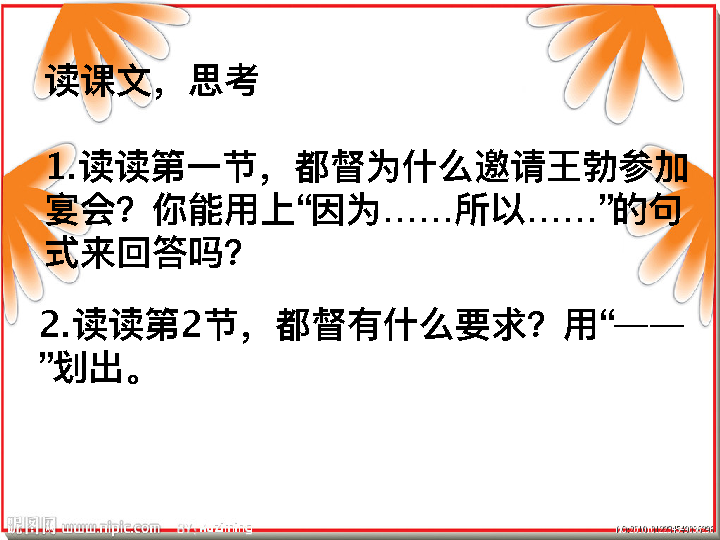 读课文，思考
1.读读第一节，都督为什么邀请王勃参加
宴会？你能用上“因为……所以……”的句
式来回答吗？
2.读读第2节，都督有什么要求？用“——
”划出。
昵图网 www.nipic.com